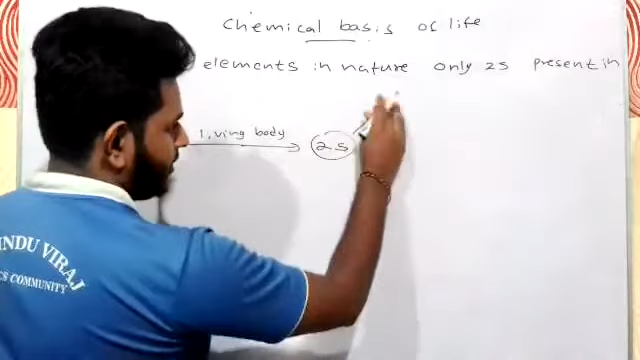 Chemical basis of life
elements in nature only 25 present in
Living body
25
INDU VIRAJ
CS COMMUNITY